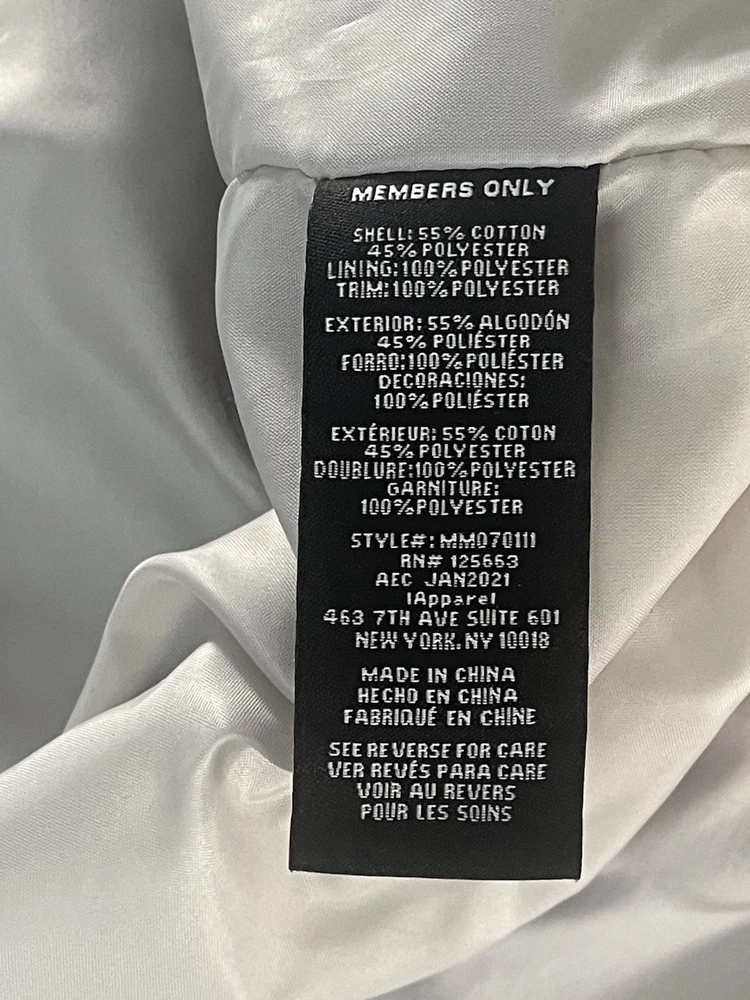 MEMBERS ONLY
SHELL: 55% COTTON
45% POLYESTER
LINING:100% POLYESTER
TRIM:100% POLYESTER
EXTERIOR: 55% ALGODÓN
45% POLIÉSTER
FORRO:100% POLIÉSTER
DECORACIONES:
100% POLIÉSTER
EXTÉRIEUR: 55% COTON
45% POLYESTER
DOUBLURE:100% POLYESTER
GARNITURE:
100% POLYESTER
STYLE#: MM070111
RN# 125663
AEC JAN2021
IApparel
463 7TH AVE SUITE 601
NEW YORK, NY 10018
MADE IN CHINA
HECHO EN CHINA
FABRIQUÉ EN CHINE
SEE REVERSE FOR CARE
VER REVÉS PARA CARE
VOIR AU REVERS
POUR LES SOINS